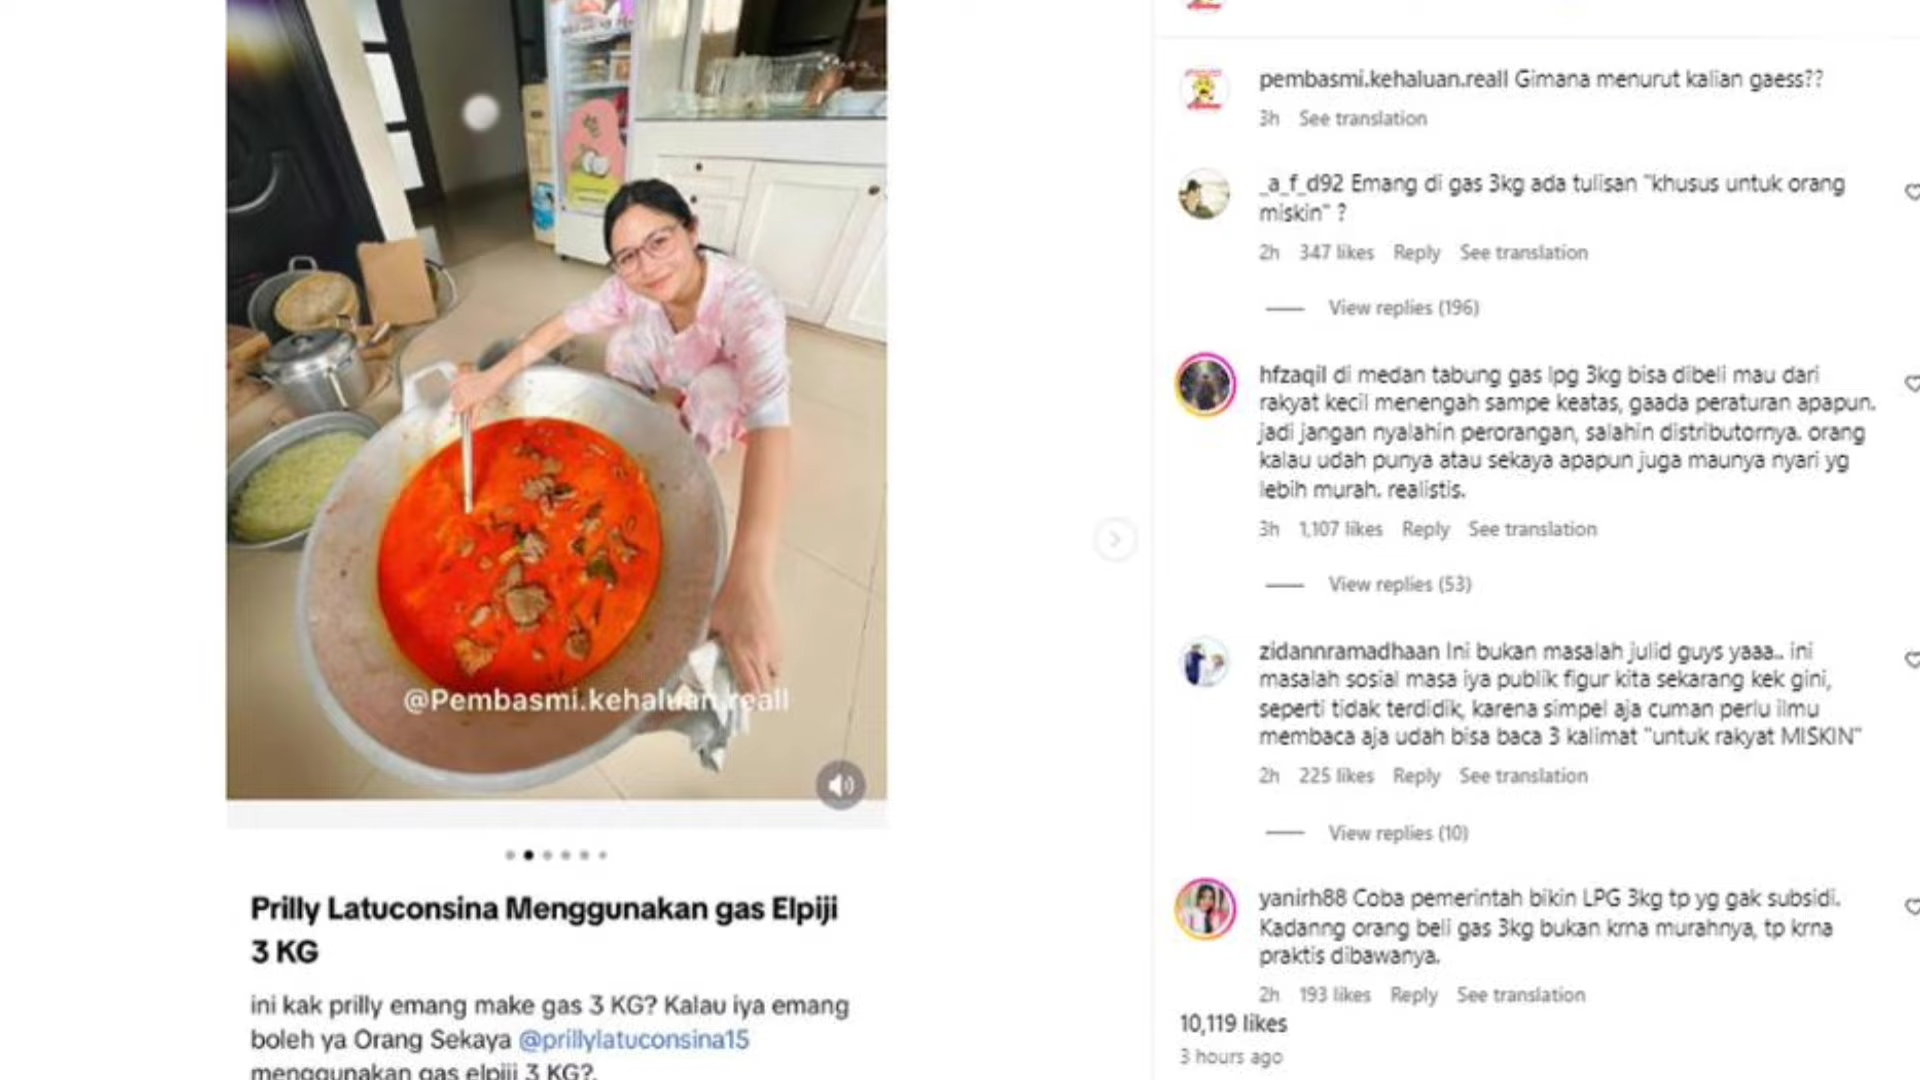 @Pembasmi.kehaluan.reall
Prilly Latuconsina Menggunakan gas Elpiji
3 KG
ini kak prilly emang make gas 3 KG? Kalau iya emang
boleh ya Orang Sekaya @prillylatuconsina15
menggunakan gas elpiji 3 KG?.
pembasmi.kehaluan.reall Gimana menurut kalian gaess??
3h See translation
_a_f_d92 Emang di gas 3kg ada tulisan "khusus untuk orang
miskin" ?
2h 347 likes Reply See translation
View replies (196)
hfzaqil di medan tabung gas lpg 3kg bisa dibeli mau dari
rakyat kecil menengah sampe keatas, gaada peraturan apapun.
jadi jangan nyalahin perorangan, salahin distributornya. orang
kalau udah punya atau sekaya apapun juga maunya nyari yg
lebih murah. realistis.
3h 1,107 likes Reply See translation
View replies (53)
zidannramadhaan Ini bukan masalah julid guys yaaa.. ini
masalah sosial masa iya publik figur kita sekarang kek gini,
seperti tidak terdidik, karena simpel aja cuman perlu ilmu
membaca aja udah bisa baca 3 kalimat "untuk rakyat MISKIN"
2h 225 likes Reply See translation
View replies (10)
yanirh88 Coba pemerintah bikin LPG 3kg tp yg gak subsidi.
Kadanng orang beli gas 3kg bukan krna murahnya, tp krna
praktis dibawanya.
2h 193 likes Reply See translation
10,119 likes
3 hours ago